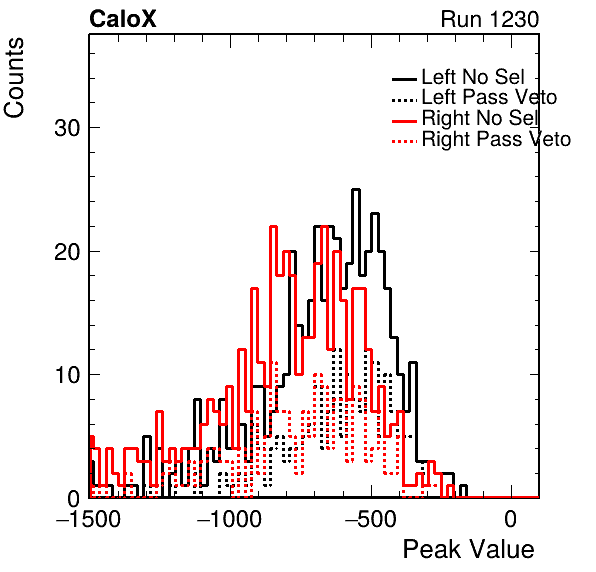 CaloX Run 1230
Counts
Left No Sel
Left Pass Veto
Right No Sel
Right Pass Veto
30
20
10
0
−1500 −1000 −500 0
Peak Value